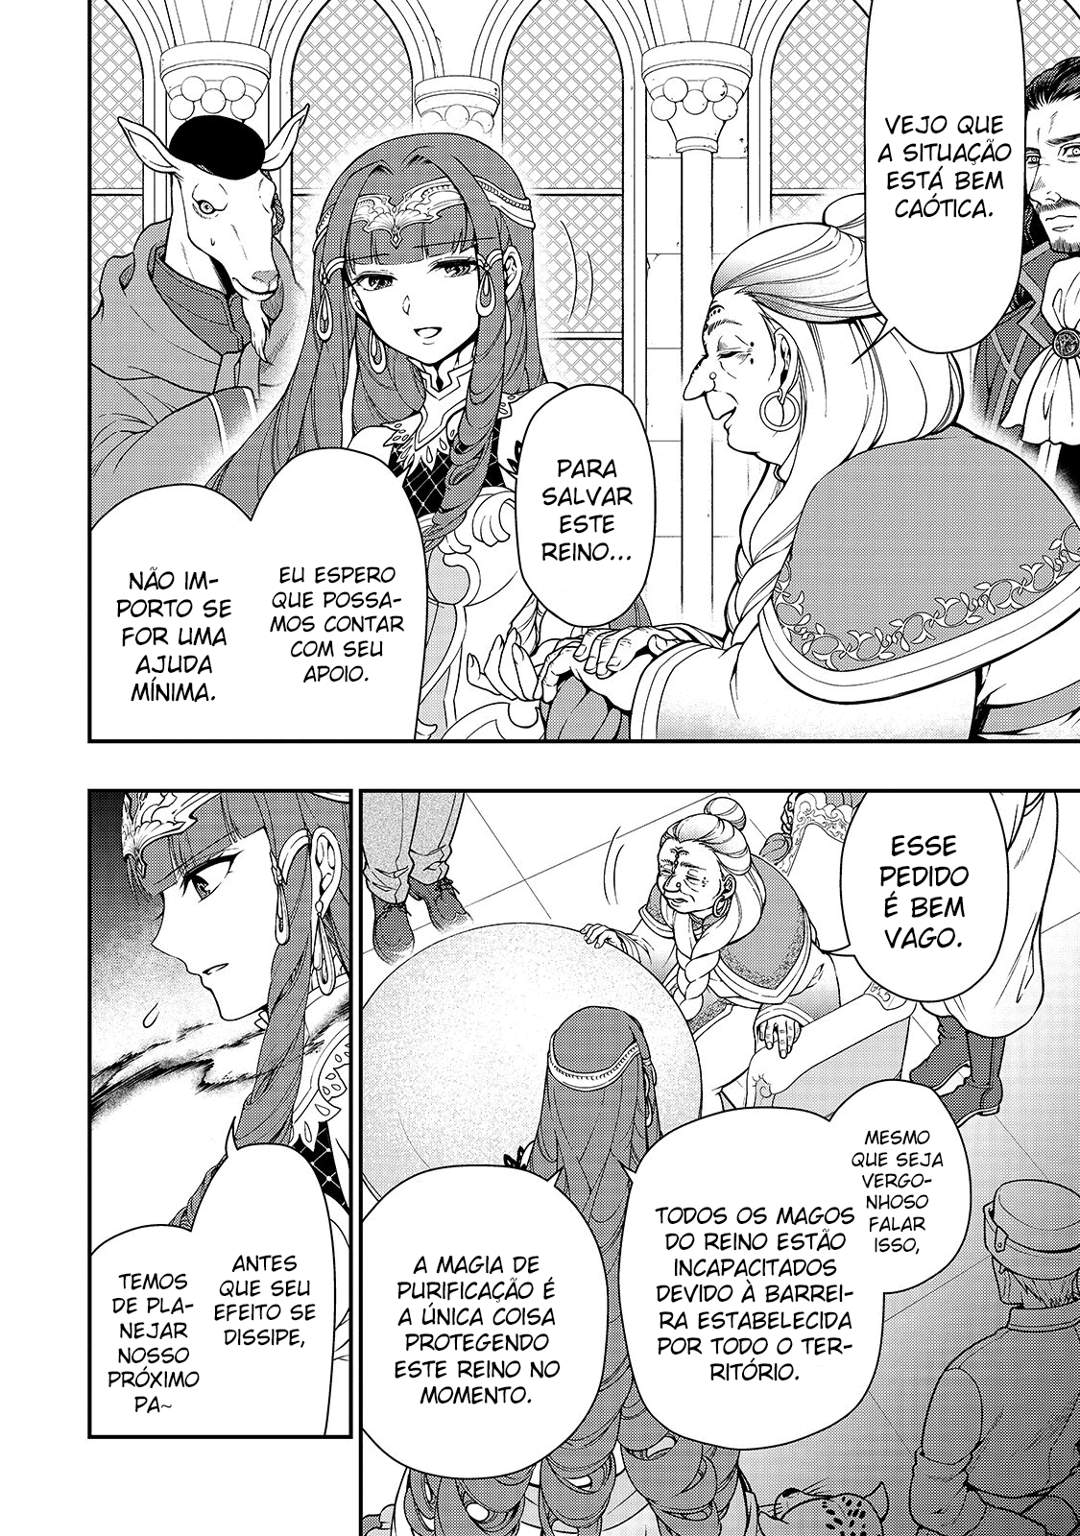 VEJO QUE
A SITUAÇÃO
ESTÁ BEM
CAÓTICA.
PARA
SALVAR
ESTE
REINO...
EU ESPERO
QUE POSSA-
MOS CONTAR
COM SEU
APOIO.
NÃO IM-
PORTO SE
FOR UMA
AJUDA
MÍNIMA.
ESSE
PEDIDO
É BEM
VAGO.
MESMO
QUE SEJA
VERGO-
NHOSO
FALAR
ISSO,
TODOS OS MAGOS
DO REINO ESTÃO
INCAPACITADOS
DEVIDO À BARREI-
RA ESTABELECIDA
POR TODO O TER-
RITÓRIO.
A MAGIA DE
PURIFICAÇÃO É
A ÚNICA COISA
PROTEGENDO
ESTE REINO NO
MOMENTO.
ANTES
QUE SEU
EFEITO SE
DISSIPE,
TEMOS
DE PLA-
NEJAR
NOSSO
PRÓXIMO
PA~